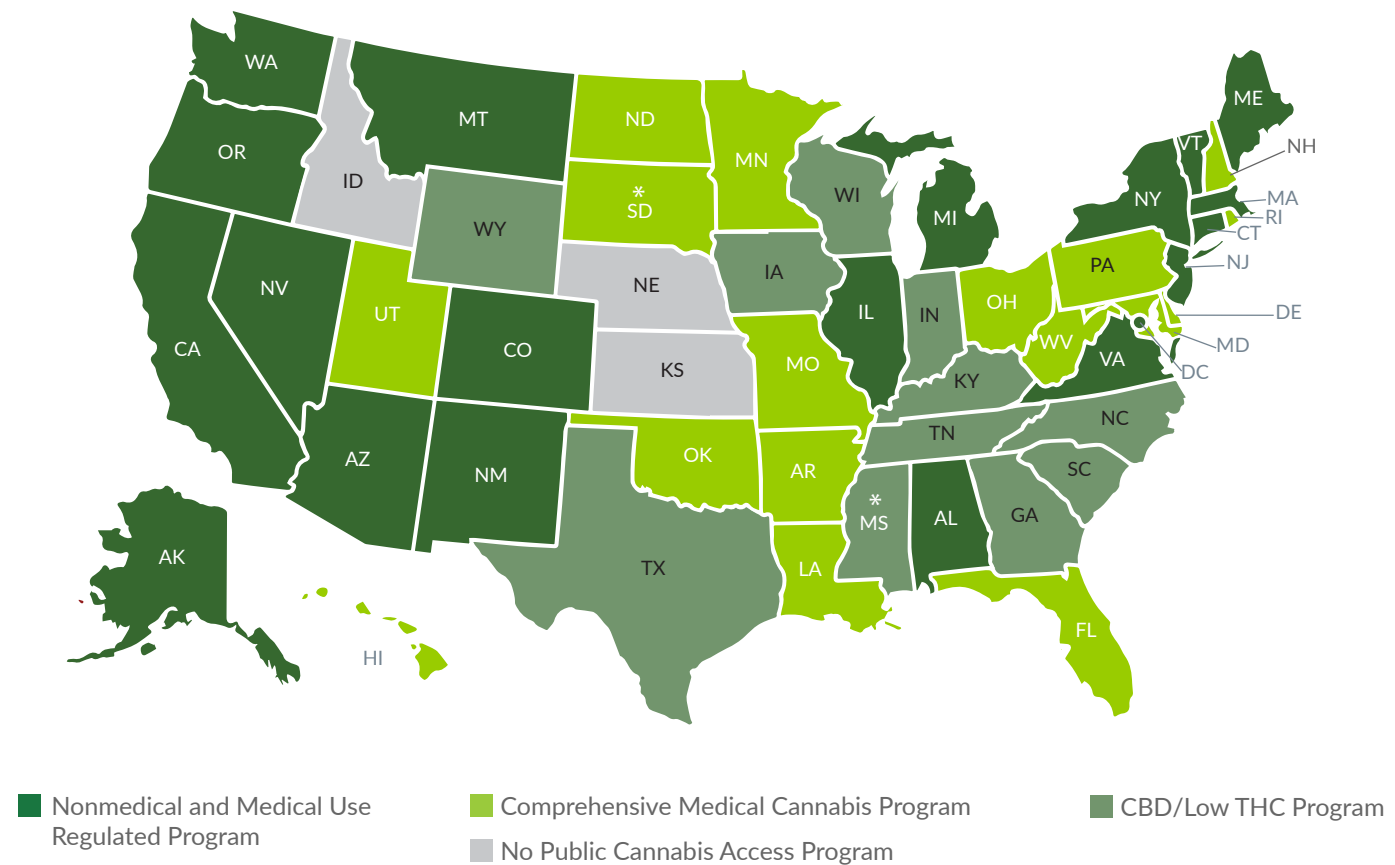 WA
ME
MT
ND
VT
NH
OR
MN
ID
*
SD
WI
NY
MA
MI
RI
WY
CT
IA
PA
NJ
NV
NE
UT
OH
IL
IN
DE
CA
CO
WV
MD
MO
VA
DC
KS
KY
NC
TN
AZ
OK
NM
AR
SC
*
MS
AL
GA
AK
TX
LA
FL
HI
Nonmedical and Medical Use
Regulated Program
Comprehensive Medical Cannabis Program
No Public Cannabis Access Program
CBD/Low THC Program